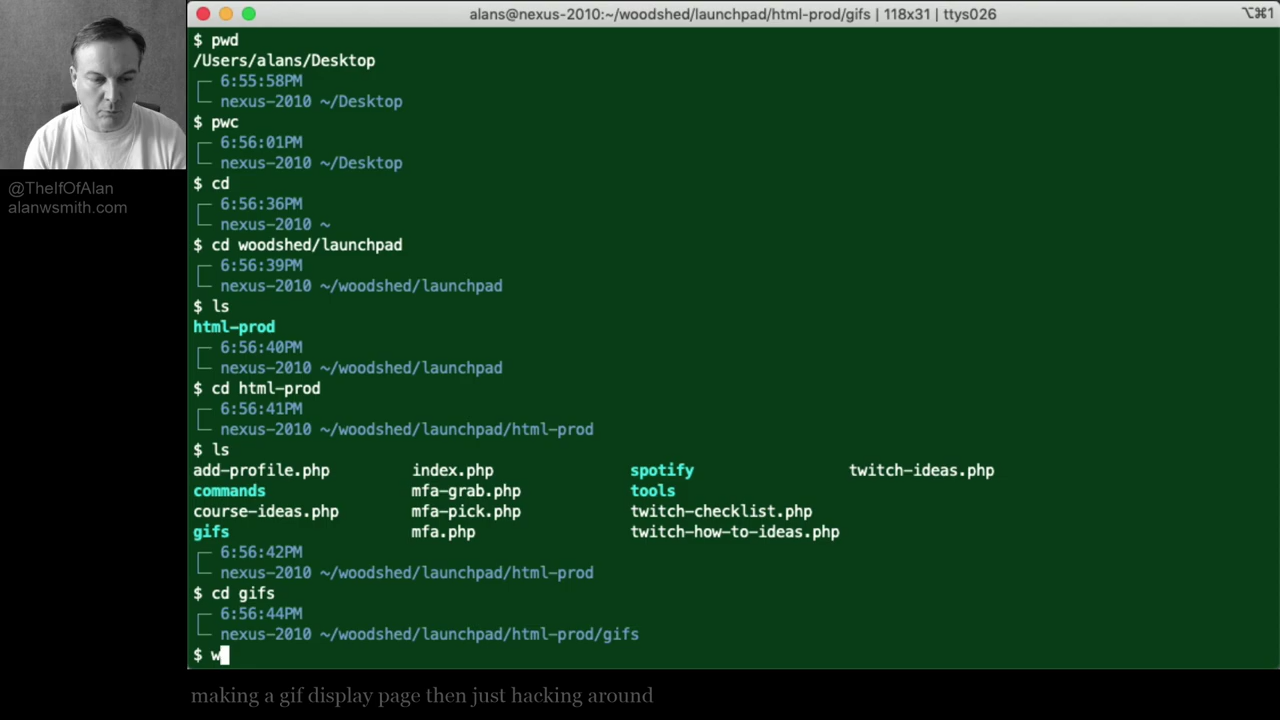 alans@nexus-2010:~/woodshed/launchpad/html-prod/gifs | 118x31 | ttys026
⌥⌘1
$ pwd
/Users/alans/Desktop
6:55:58PM
nexus-2010 ~/Desktop
$ pwc
6:56:01PM
nexus-2010 ~/Desktop
$ cd
6:56:36PM
nexus-2010 ~
$ cd woodshed/launchpad
6:56:39PM
nexus-2010 ~/woodshed/launchpad
$ ls
html-prod
6:56:40PM
nexus-2010 ~/woodshed/launchpad
$ cd html-prod
6:56:41PM
nexus-2010 ~/woodshed/launchpad/html-prod
$ ls
add-profile.php index.php spotify twitch-ideas.php
commands mfa-grab.php tools
course-ideas.php mfa-pick.php twitch-checklist.php
gifs mfa.php twitch-how-to-ideas.php
6:56:42PM
nexus-2010 ~/woodshed/launchpad/html-prod
$ cd gifs
6:56:44PM
nexus-2010 ~/woodshed/launchpad/html-prod/gifs
$ w
@TheIfOfAlan
alanwsmith.com
making a gif display page then just hacking around